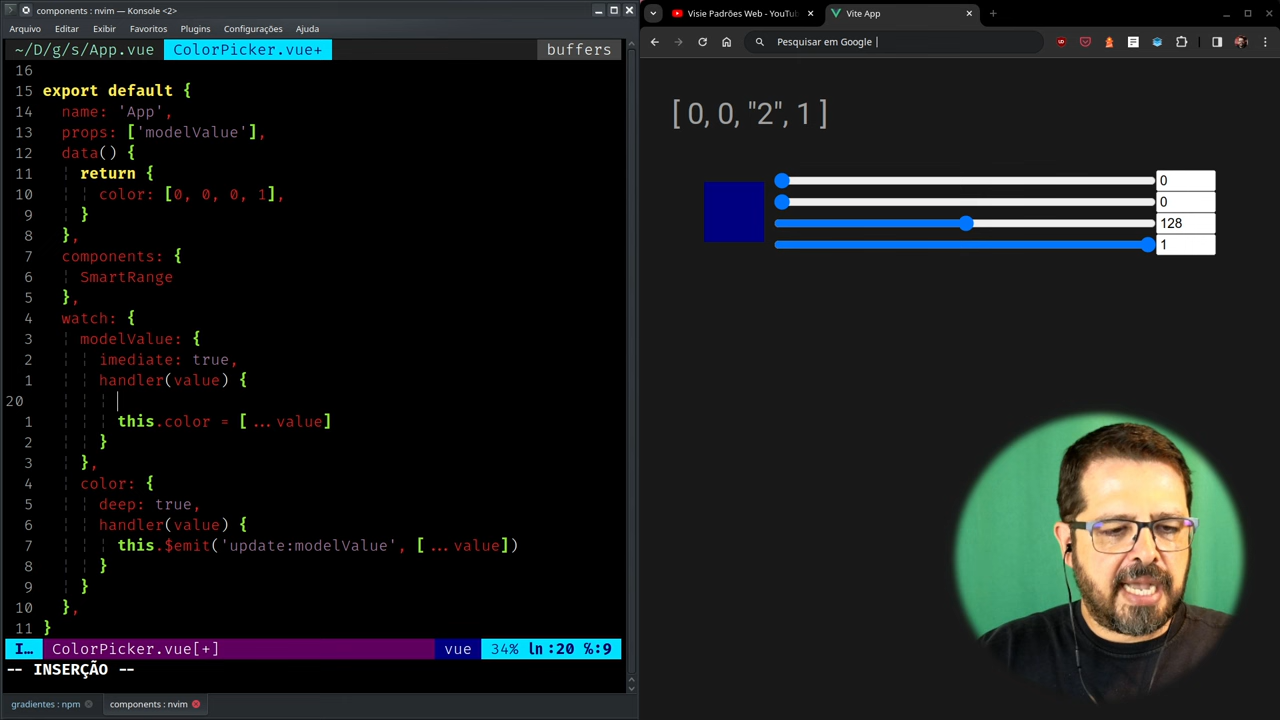 components : nvim — Konsole <2>
Arquivo Editar Exibir Favoritos Plugins Configurações Ajuda
~/D/g/s/App.vue ColorPicker.vue+ buffers
16
15 export default {
14 name: 'App',
13 props: ['modelValue'],
12 data() {
11 return {
10 color: [0, 0, 0, 1],
9 }
8 },
7 components: {
6 SmartRange
5 },
4 watch: {
3 modelValue: {
2 imediate: true,
1 handler(value) {
20
1 this.color = [...value]
2 }
3 },
4 color: {
5 deep: true,
6 handler(value) {
7 this.$emit('update:modelValue', [...value])
8 }
9 }
10 },
11 }
I… ColorPicker.vue[+] vue 34% ln:20 %:9
-- INSERÇÃO --
gradientes : npm components : nvim
Visie Padrões Web - YouTu Vite App
Pesquisar em Google
[ 0, 0, "2", 1 ]
0
0
128
1